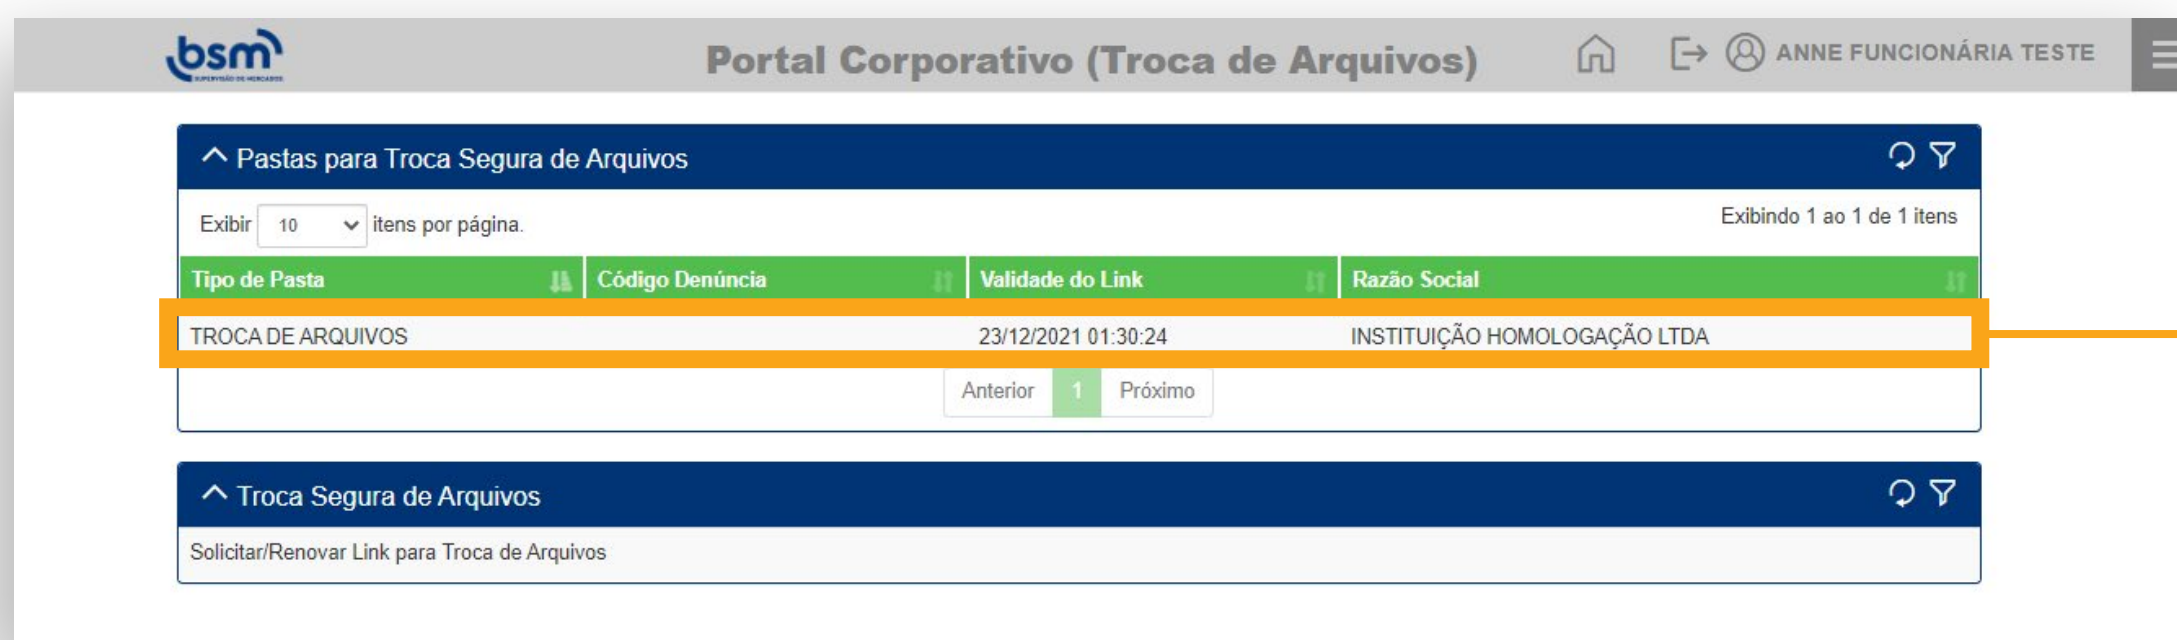 bsm
SUPERVISÃO DE MERCADOS
Portal Corporativo (Troca de Arquivos)
ANNE FUNCIONÁRIA TESTE
Pastas para Troca Segura de Arquivos
Exibir 10 itens por página.
Exibindo 1 ao 1 de 1 itens
Tipo de Pasta Código Denúncia Validade do Link Razão Social
TROCA DE ARQUIVOS 23/12/2021 01:30:24 INSTITUIÇÃO HOMOLOGAÇÃO LTDA
Anterior 1 Próximo
Troca Segura de Arquivos
Solicitar/Renovar Link para Troca de Arquivos